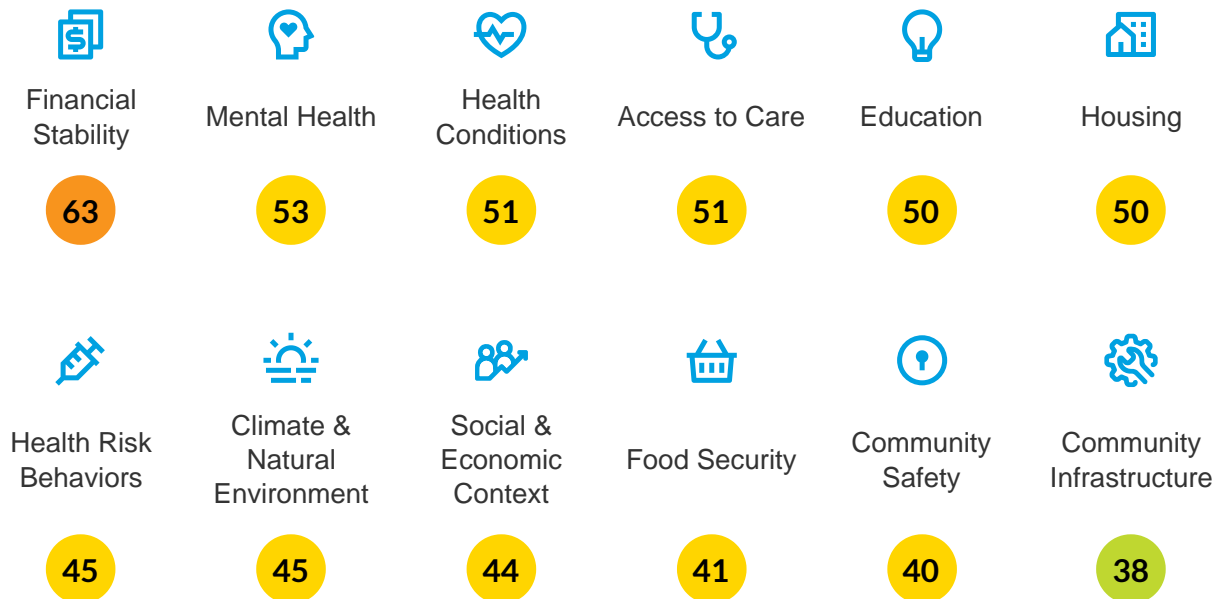 Financial
Stability
Mental Health
Health
Conditions
Access to Care
Education
Housing
63
53
51
51
50
50
Health Risk
Behaviors
Climate &
Natural
Environment
Social &
Economic
Context
Food Security
Community
Safety
Community
Infrastructure
45
45
44
41
40
38